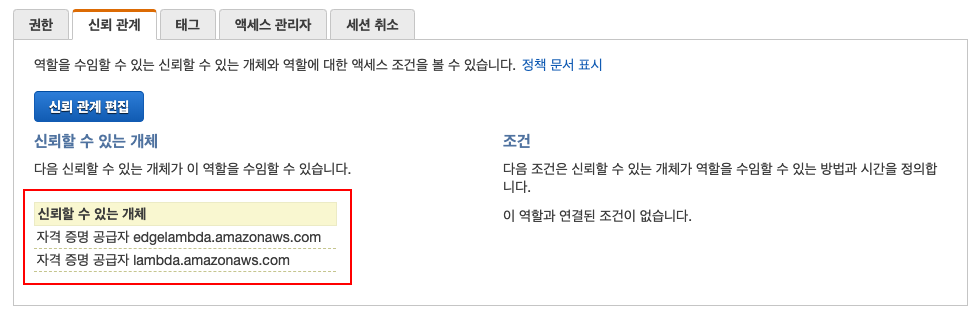 권한
신뢰 관계
태그
액세스 관리자
세션 취소
역할을 수임할 수 있는 신뢰할 수 있는 개체와 역할에 대한 액세스 조건을 볼 수 있습니다. 정책 문서 표시
신뢰 관계 편집
신뢰할 수 있는 개체
다음 신뢰할 수 있는 개체가 이 역할을 수임할 수 있습니다.
신뢰할 수 있는 개체
자격 증명 공급자 edgelambda.amazonaws.com
자격 증명 공급자 lambda.amazonaws.com
조건
다음 조건은 신뢰할 수 있는 개체가 역할을 수임할 수 있는 방법과 시간을 정의합
니다.
이 역할과 연결된 조건이 없습니다.